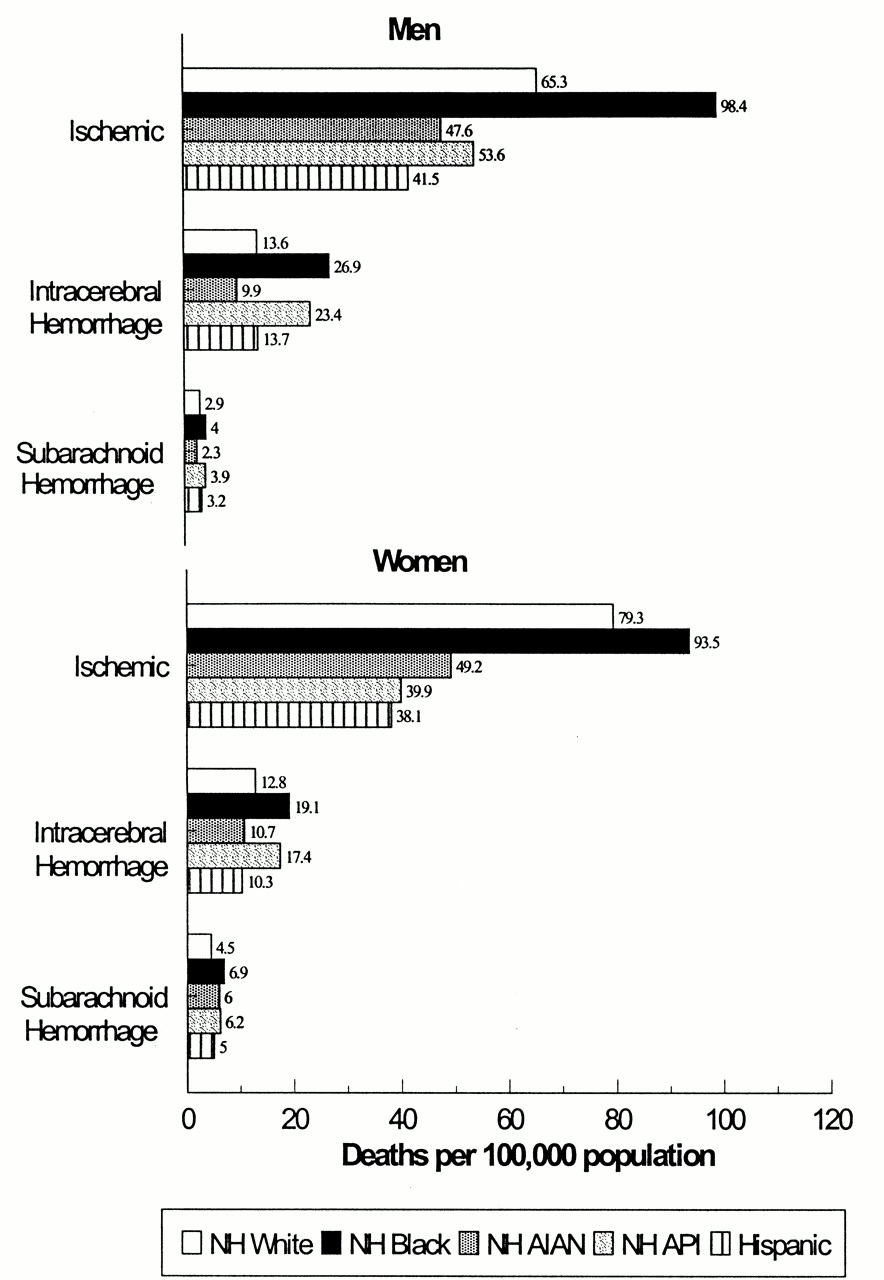 Men
Ischemic
65.3
98.4
47.6
53.6
41.5
Intracerebral
Hemorrhage
13.6
26.9
9.9
23.4
13.7
Subarachnoid
Hemorrhage
2.9
4
2.3
3.9
3.2
Women
Ischemic
79.3
93.5
49.2
39.9
38.1
Intracerebral
Hemorrhage
12.8
19.1
10.7
17.4
10.3
Subarachnoid
Hemorrhage
4.5
6.9
6
6.2
5
0 20 40 60 80 100 120
Deaths per 100,000 population
NH White NH Black NH AIAN NH API Hispanic